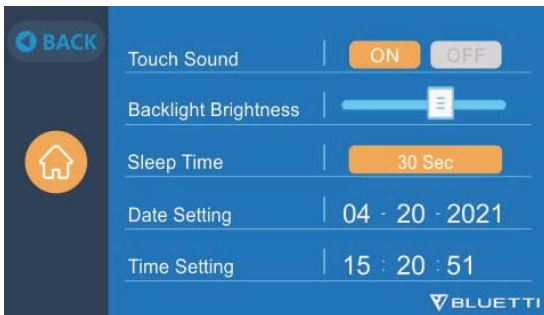 BACK
Touch Sound ON OFF
Backlight Brightness
Sleep Time 30 Sec
Date Setting 04 - 20 - 2021
Time Setting 15 : 20 : 51
BLUETTI